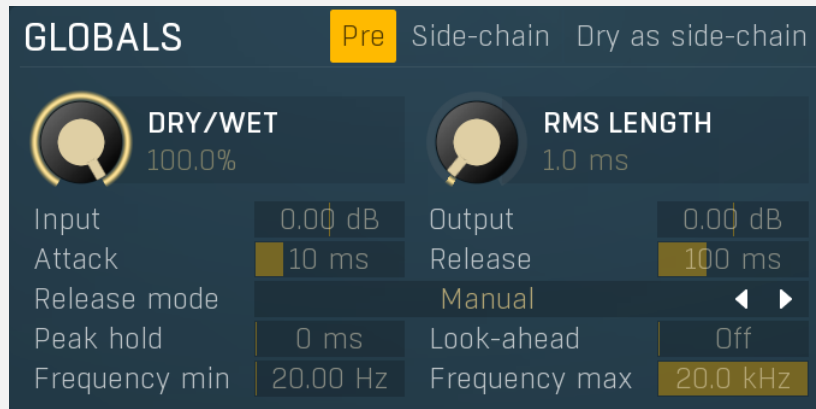 GLOBALS Pre Side-chain Dry as side-chain
DRY/WET RMS LENGTH
100.0% 1.0 ms
Input 0.00 dB Output 0.00 dB
Attack 10 ms Release 100 ms
Release mode Manual
Peak hold 0 ms Look-ahead Off
Frequency min 20.00 Hz Frequency max 20.0 kHz